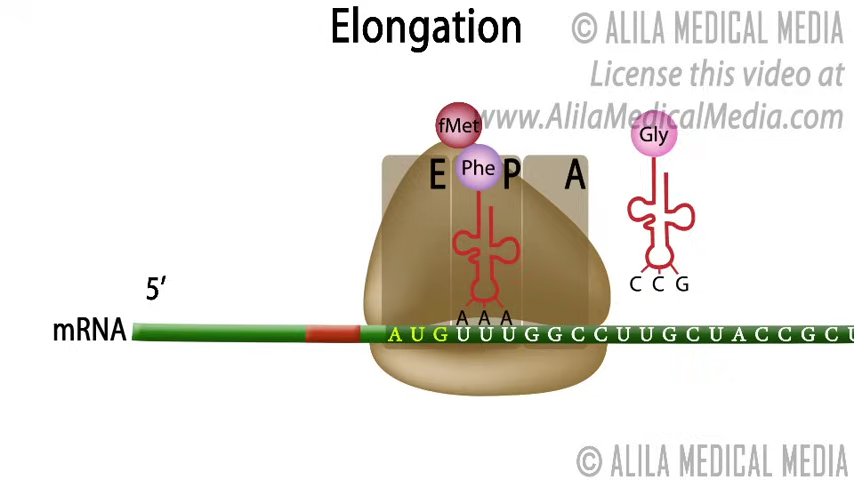 Elongation
© ALILA MEDICAL MEDIA
License this video at
www.AlilaMedicalMedia.com
fMet
Gly
E
Phe
P
A
C C G
5′
A A A
mRNA
A U G U U U G G C C U U G C U A C C G C U
© ALILA MEDICAL MEDIA